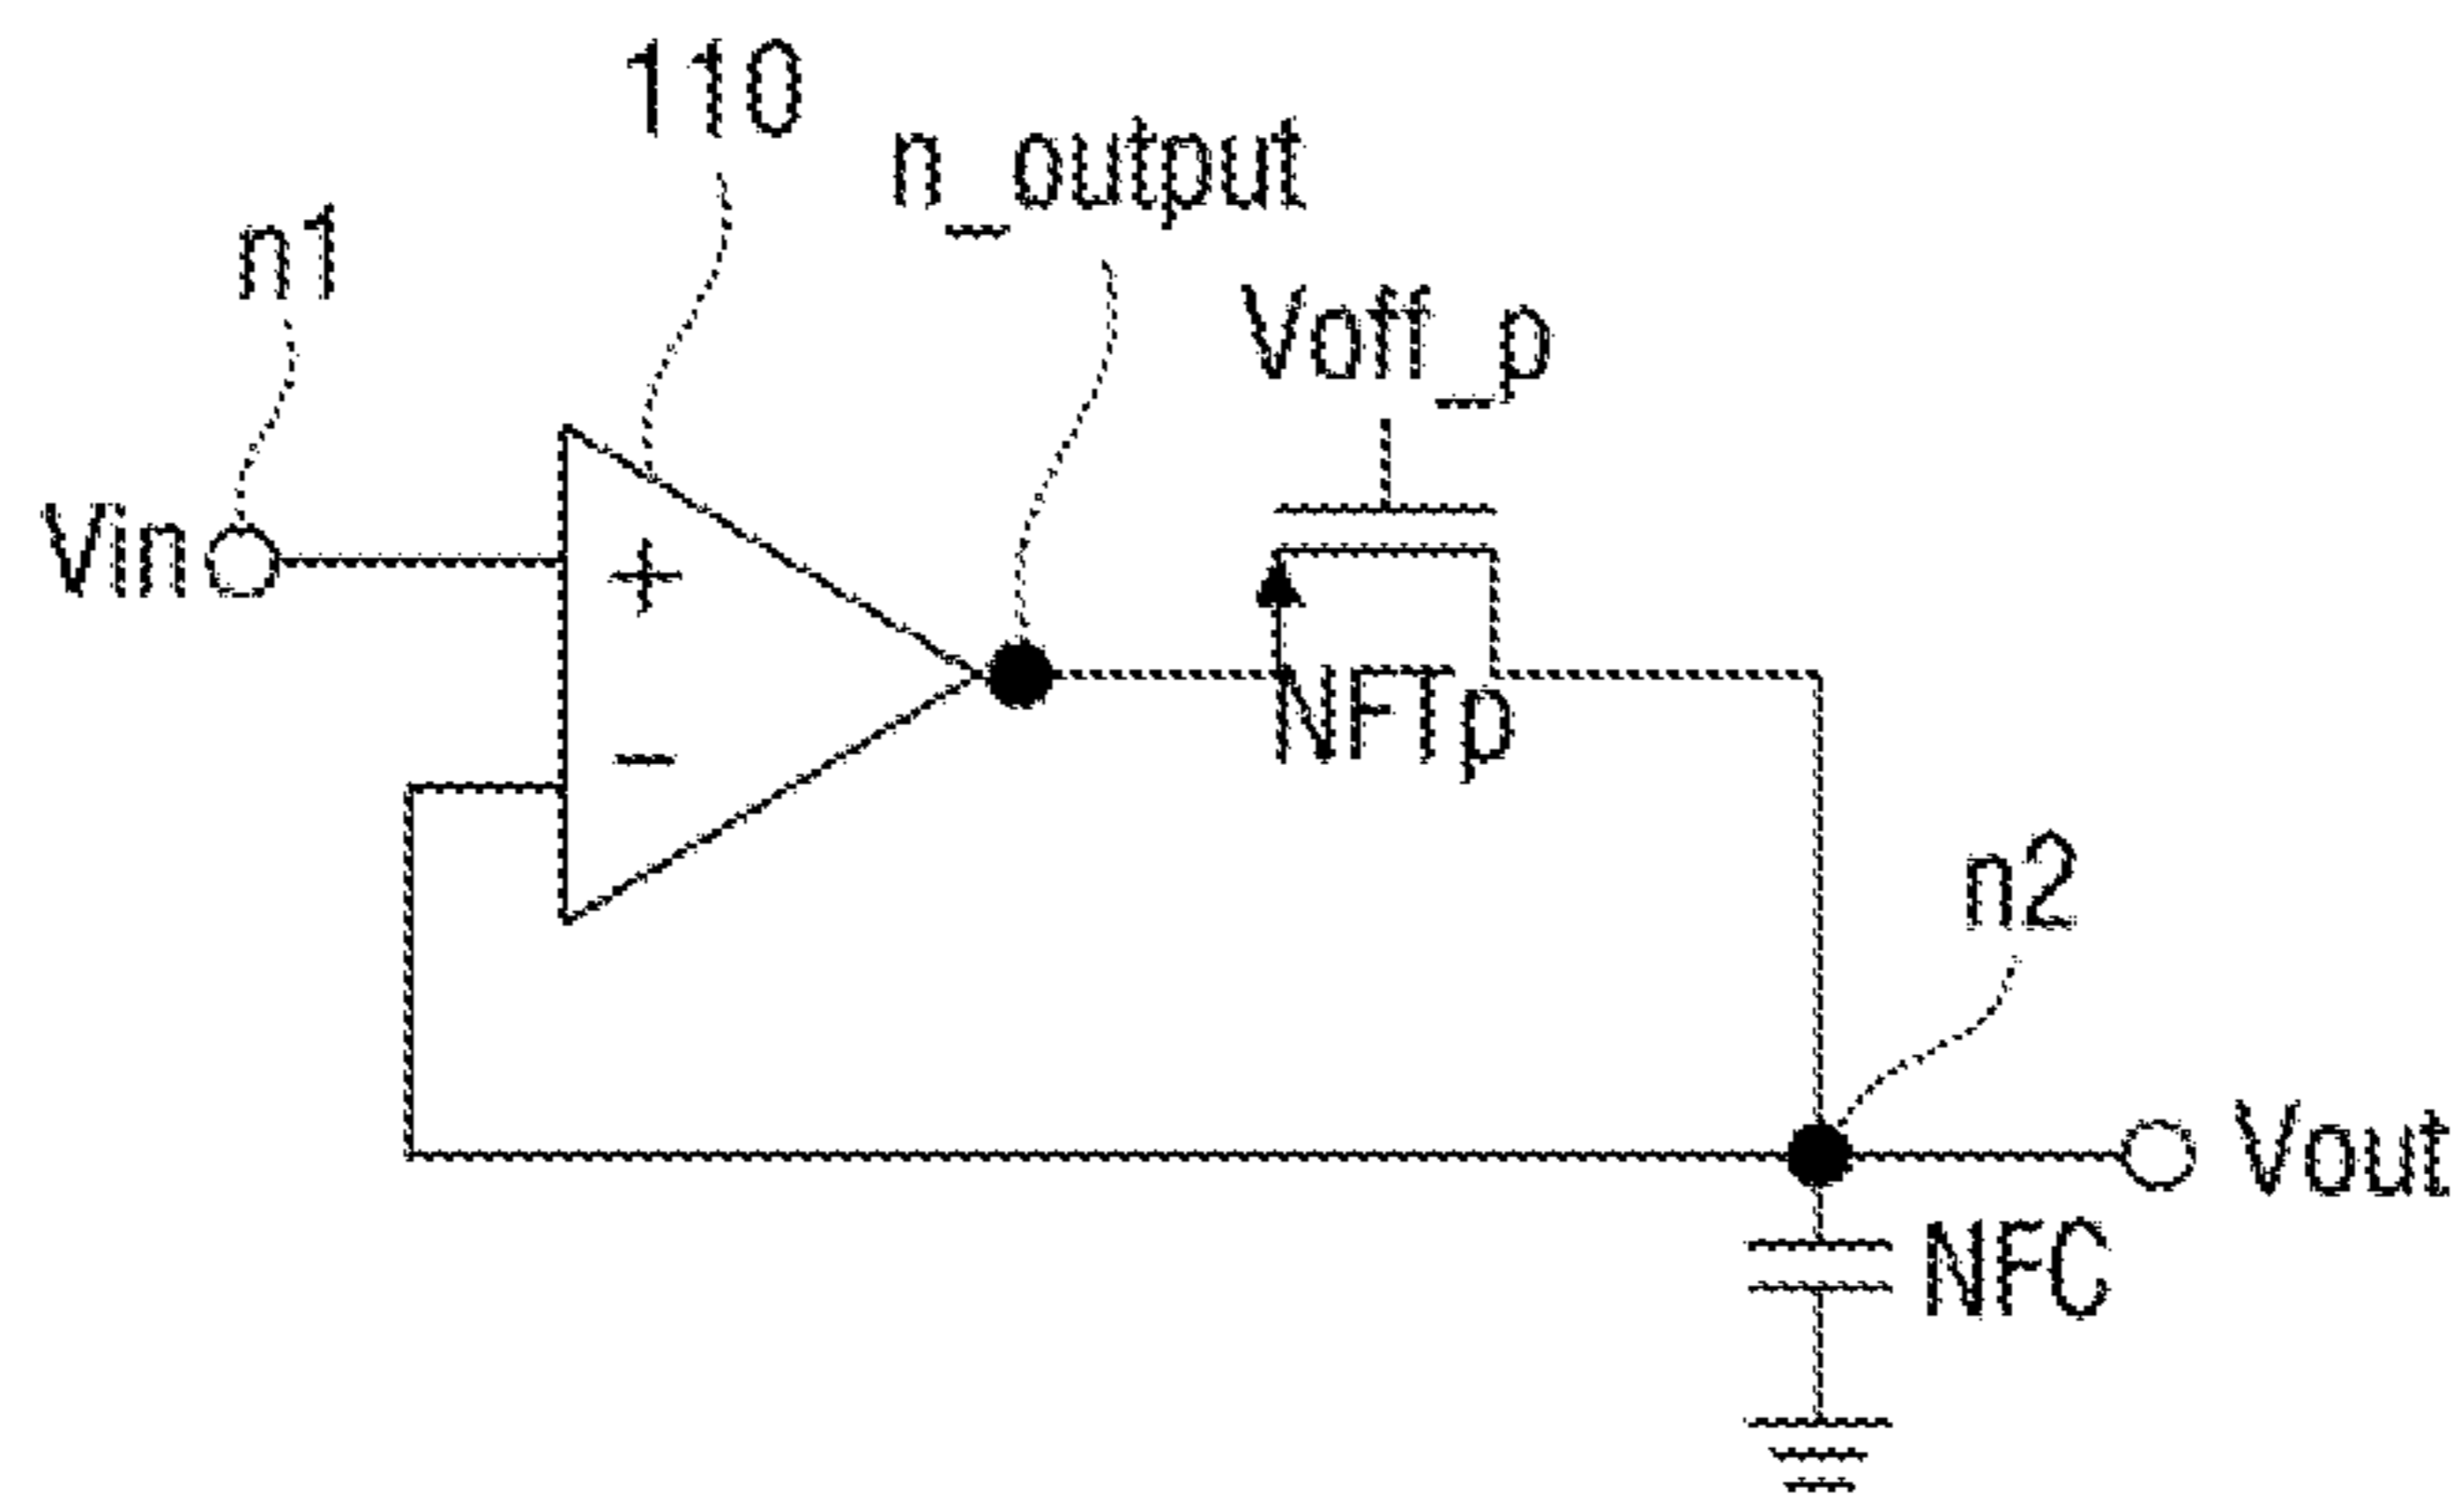 110
n_output
n1
Voff_p
Vin
+
NFTp
−
n2
Vout
NFC